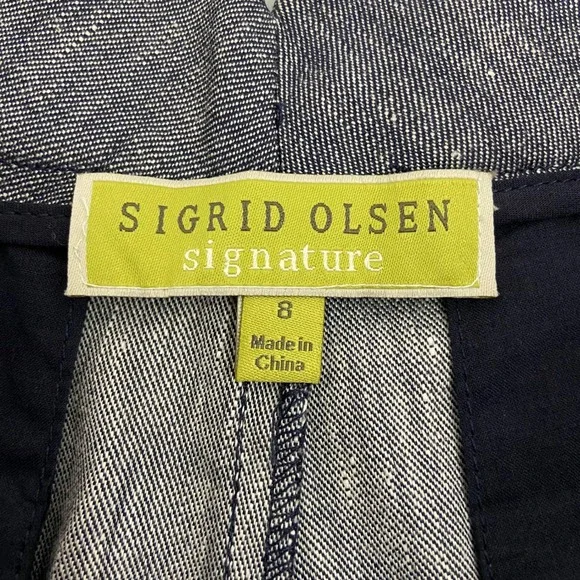 SIGRID OLSEN
signature
8
Made in
China